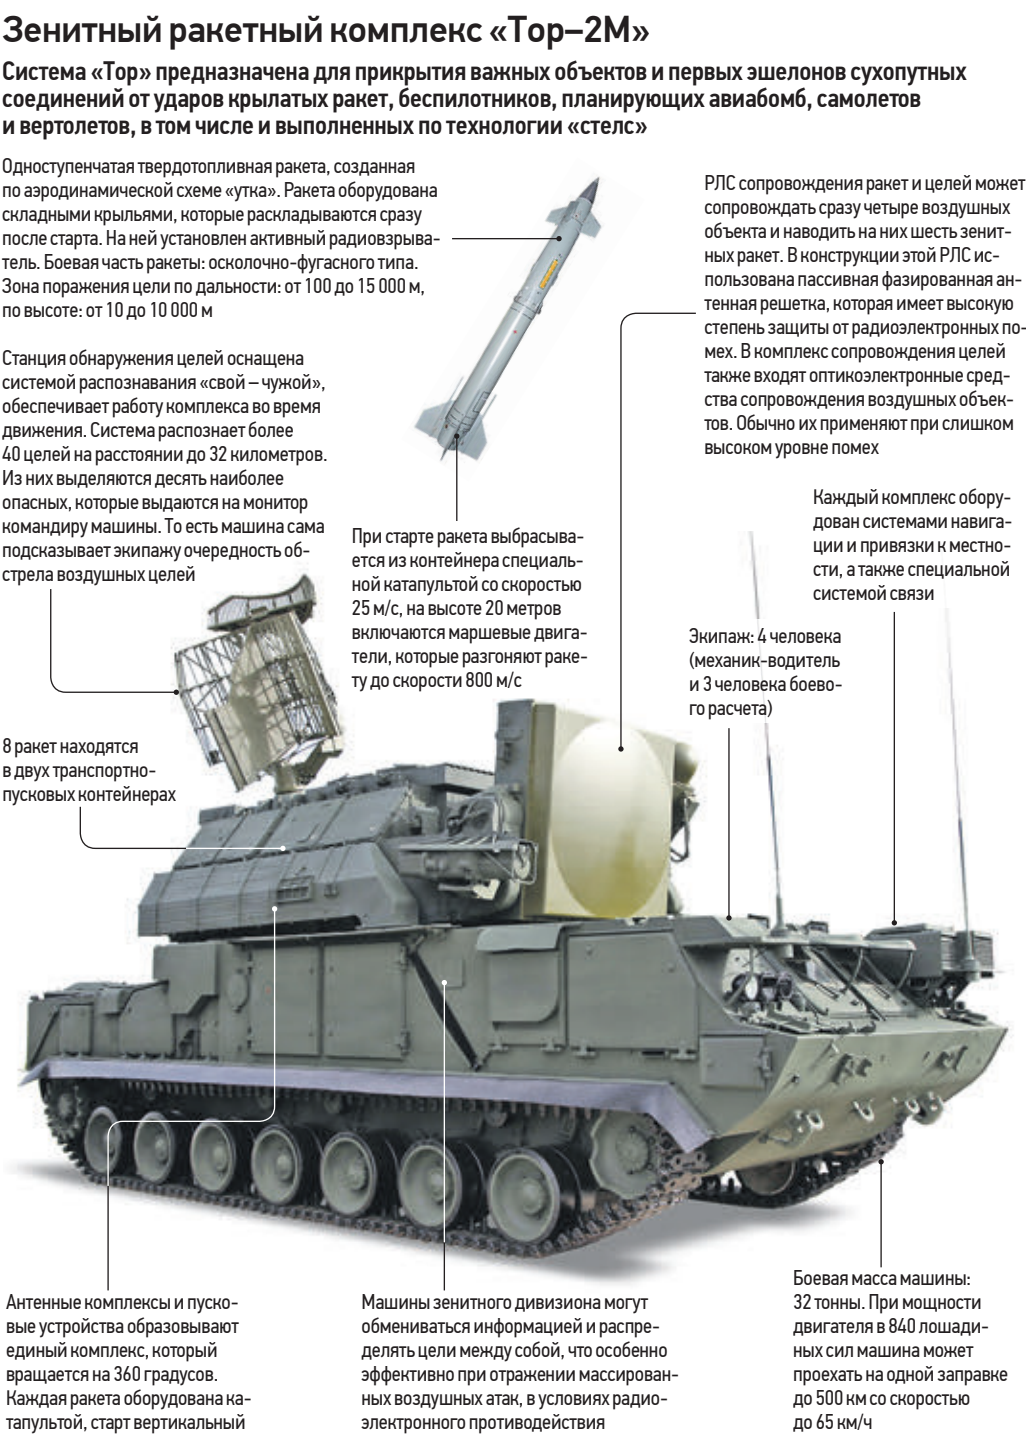 Зенитный ракетный комплекс «Тор–2М»
Система «Тор» предназначена для прикрытия важных объектов и первых эшелонов сухопутных
соединений от ударов крылатых ракет, беспилотников, планирующих авиабомб, самолетов
и вертолетов, в том числе и выполненных по технологии «стелс»
Одноступенчатая твердотопливная ракета, созданная
по аэродинамической схеме «утка». Ракета оборудована
складными крыльями, которые раскладываются сразу
после старта. На ней установлен активный радиовзрыва-
тель. Боевая часть ракеты: осколочно-фугасного типа.
Зона поражения цели по дальности: от 100 до 15 000 м,
по высоте: от 10 до 10 000 м
РЛС сопровождения ракет и целей может
сопровождать сразу четыре воздушных
объекта и наводить на них шесть зенит-
ных ракет. В конструкции этой РЛС ис-
пользована пассивная фазированная ан-
тенная решетка, которая имеет высокую
степень защиты от радиоэлектронных по-
мех. В комплекс сопровождения целей
также входят оптикоэлектронные сред-
ства сопровождения воздушных объек-
тов. Обычно их применяют при слишком
высоком уровне помех
Станция обнаружения целей оснащена
системой распознавания «свой – чужой»,
обеспечивает работу комплекса во время
движения. Система распознает более
40 целей на расстоянии до 32 километров.
Из них выделяются десять наиболее
опасных, которые выдаются на монитор
командиру машины. То есть машина сама
подсказывает экипажу очередность об-
стрела воздушных целей
При старте ракета выбрасыва-
ется из контейнера специаль-
ной катапультой со скоростью
25 м/с, на высоте 20 метров
включаются маршевые двига-
тели, которые разгоняют раке-
ту до скорости 800 м/с
Каждый комплекс обору-
дован системами навига-
ции и привязки к местно-
сти, а также специальной
системой связи
Экипаж: 4 человека
(механик-водитель
и 3 человека боево-
го расчета)
8 ракет находятся
в двух транспортно-
пусковых контейнерах
Антенные комплексы и пуско-
вые устройства образовывают
единый комплекс, который
вращается на 360 градусов.
Каждая ракета оборудована ка-
тапультой, старт вертикальный
Машины зенитного дивизиона могут
обмениваться информацией и распре-
делять цели между собой, что особенно
эффективно при отражении массирован-
ных воздушных атак, в условиях радио-
электронного противодействия
Боевая масса машины:
32 тонны. При мощности
двигателя в 840 лошади-
ных сил машина может
проехать на одной заправке
до 500 км со скоростью
до 65 км/ч